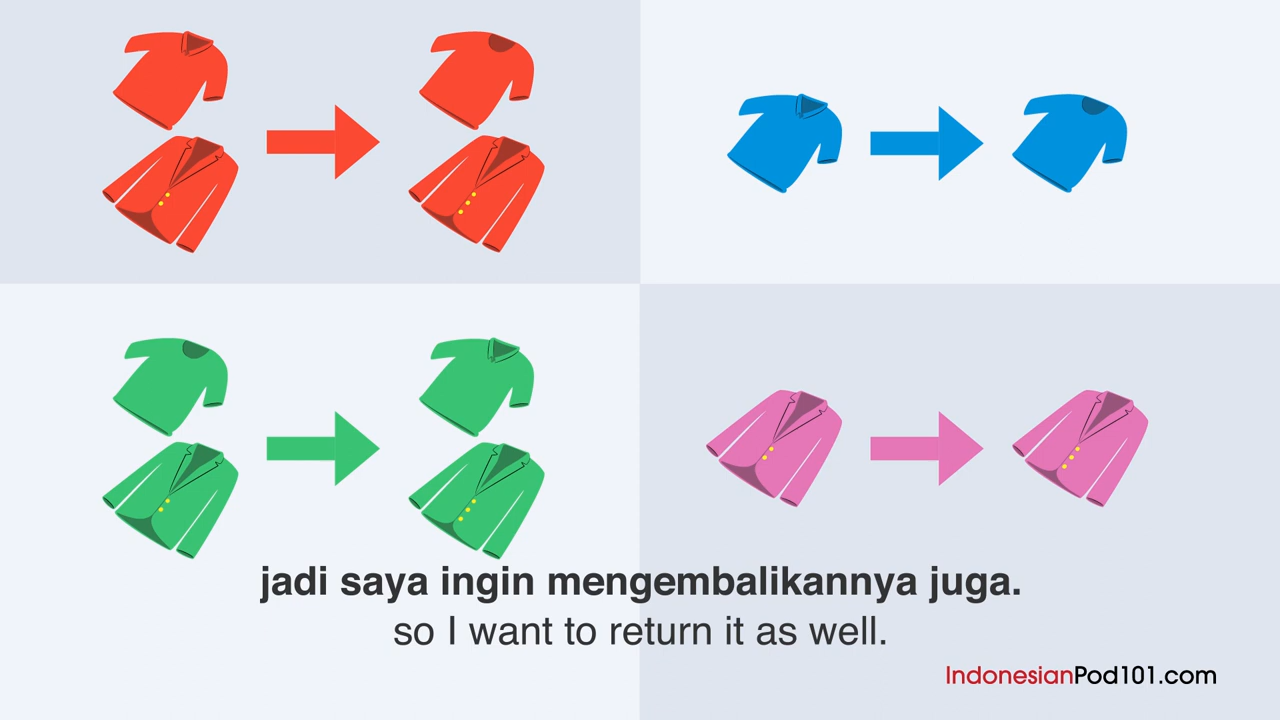 jadi saya ingin mengembalikannya juga.
so I want to return it as well.
IndonesianPod101.com